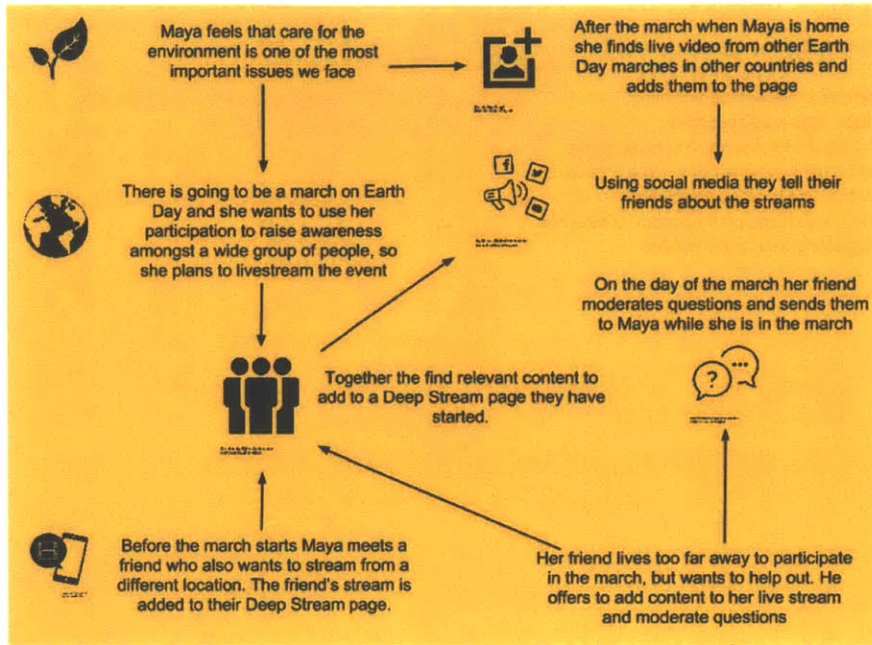 Maya feels that care for the
environment is one of the most
important issues we face
After the march when Maya is home
she finds live video from other Earth
Day marches in other countries and
adds them to the page
There is going to be a march on Earth
Day and she wants to use her
participation to raise awareness
amongst a wide group of people, so
she plans to livestream the event
Using social media they tell their
friends about the streams
On the day of the march her friend
moderates questions and sends them
to Maya while she is in the march
Together the find relevant content to
add to a Deep Stream page they have
started.
Before the march starts Maya meets a
friend who also wants to stream from a
different location. The friend's stream is
added to their Deep Stream page.
Her friend lives too far away to participate
in the march, but wants to help out. He
offers to add content to her live stream
and moderate questions